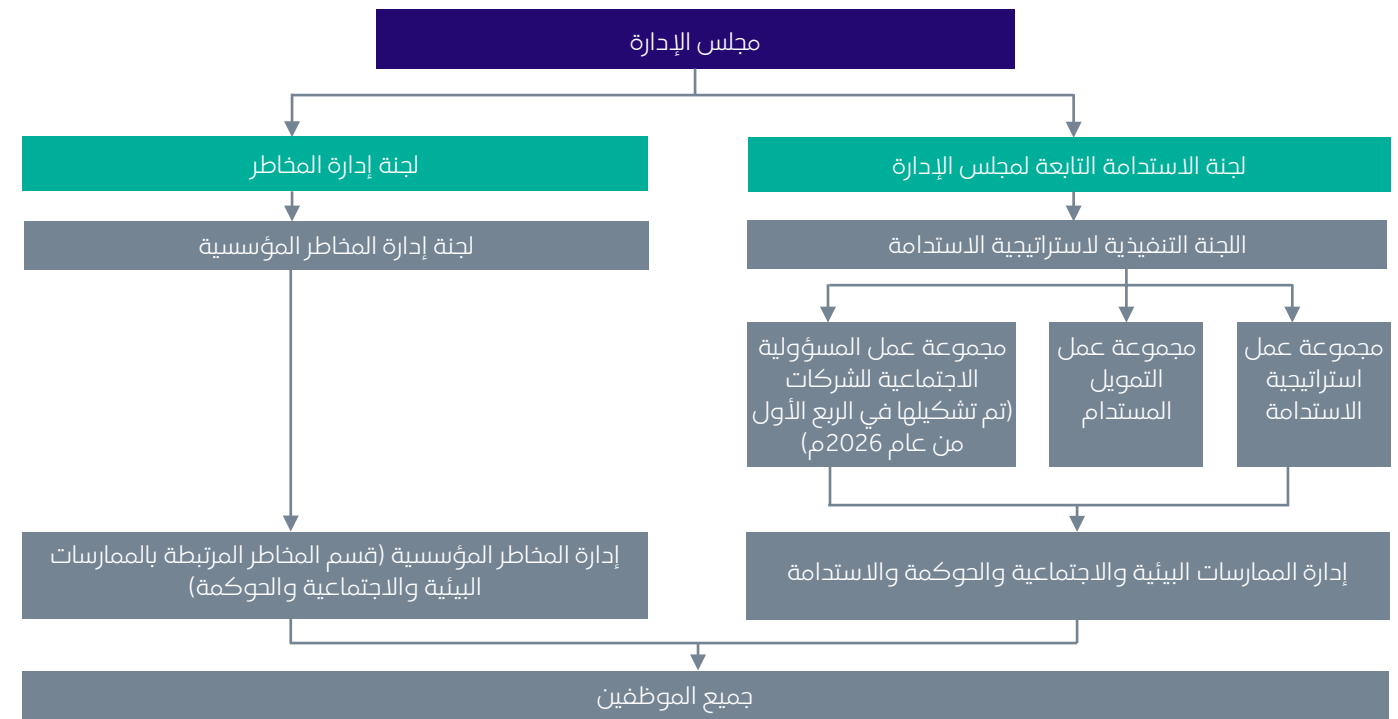 مجلس الإدارة
لجنة الاستدامة التابعة لمجلس الإدارة
لجنة إدارة المخاطر
اللجنة التنفيذية لاستراتيجية الاستدامة
لجنة إدارة المخاطر المؤسسية
مجموعة عمل
استراتيجية
الاستدامة
مجموعة عمل
التمويل
المستدام
مجموعة عمل المسؤولية
الاجتماعية للشركات
(تم تشكيلها في الربع الأول
من عام 2026م)
إدارة الممارسات البيئية والاجتماعية والحوكمة والاستدامة
إدارة المخاطر المؤسسية (قسم المخاطر المرتبطة بالممارسات
البيئية والاجتماعية والحوكمة)
جميع الموظفين